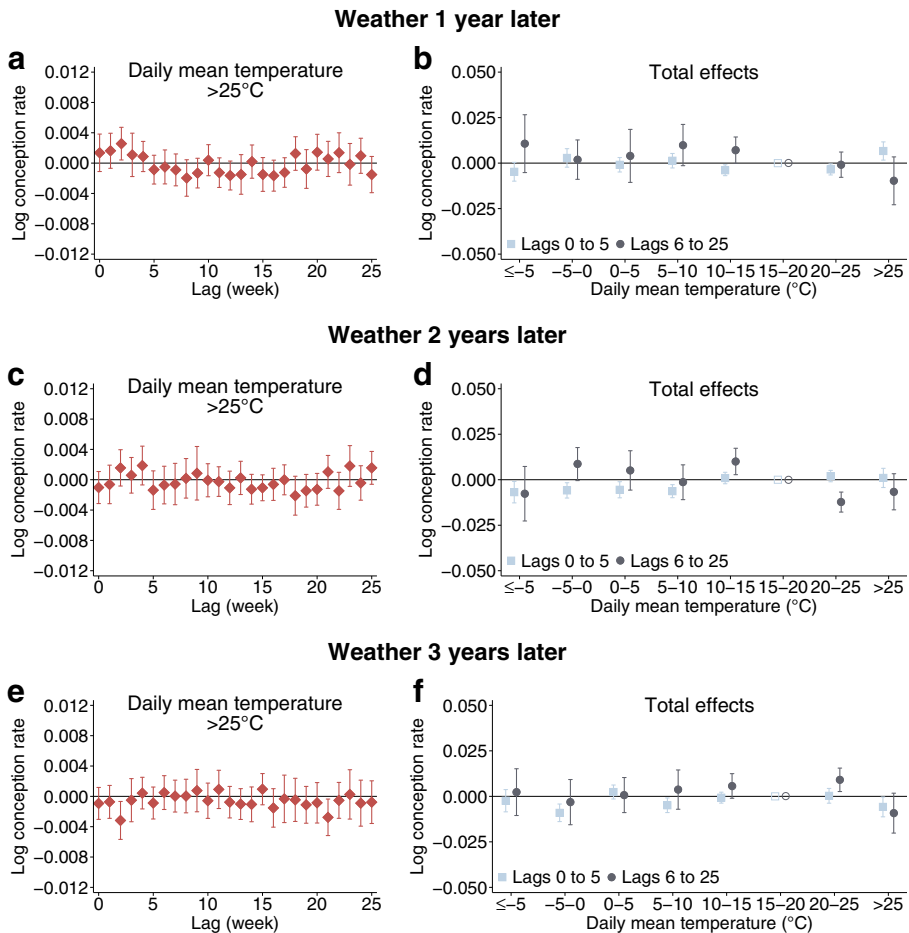 Weather 1 year later
a
Daily mean temperature
>25°C
Log conception rate
0.012
0.008
0.004
0.000
−0.004
−0.008
−0.012
0 5 10 15 20 25
Lag (week)
b
Total effects
Log conception rate
0.050
0.025
0.000
−0.025
−0.050
Lags 0 to 5 Lags 6 to 25
≤−5 −5−0 0−5 5−10 10−15 15−20 20−25 >25
Daily mean temperature (°C)
Weather 2 years later
c
Daily mean temperature
>25°C
Log conception rate
0.012
0.008
0.004
0.000
−0.004
−0.008
−0.012
0 5 10 15 20 25
Lag (week)
d
Total effects
Log conception rate
0.050
0.025
0.000
−0.025
−0.050
Lags 0 to 5 Lags 6 to 25
≤−5 −5−0 0−5 5−10 10−15 15−20 20−25 >25
Daily mean temperature (°C)
Weather 3 years later
e
Daily mean temperature
>25°C
Log conception rate
0.012
0.008
0.004
0.000
−0.004
−0.008
−0.012
0 5 10 15 20 25
Lag (week)
f
Total effects
Log conception rate
0.050
0.025
0.000
−0.025
−0.050
Lags 0 to 5 Lags 6 to 25
≤−5 −5−0 0−5 5−10 10−15 15−20 20−25 >25
Daily mean temperature (°C)